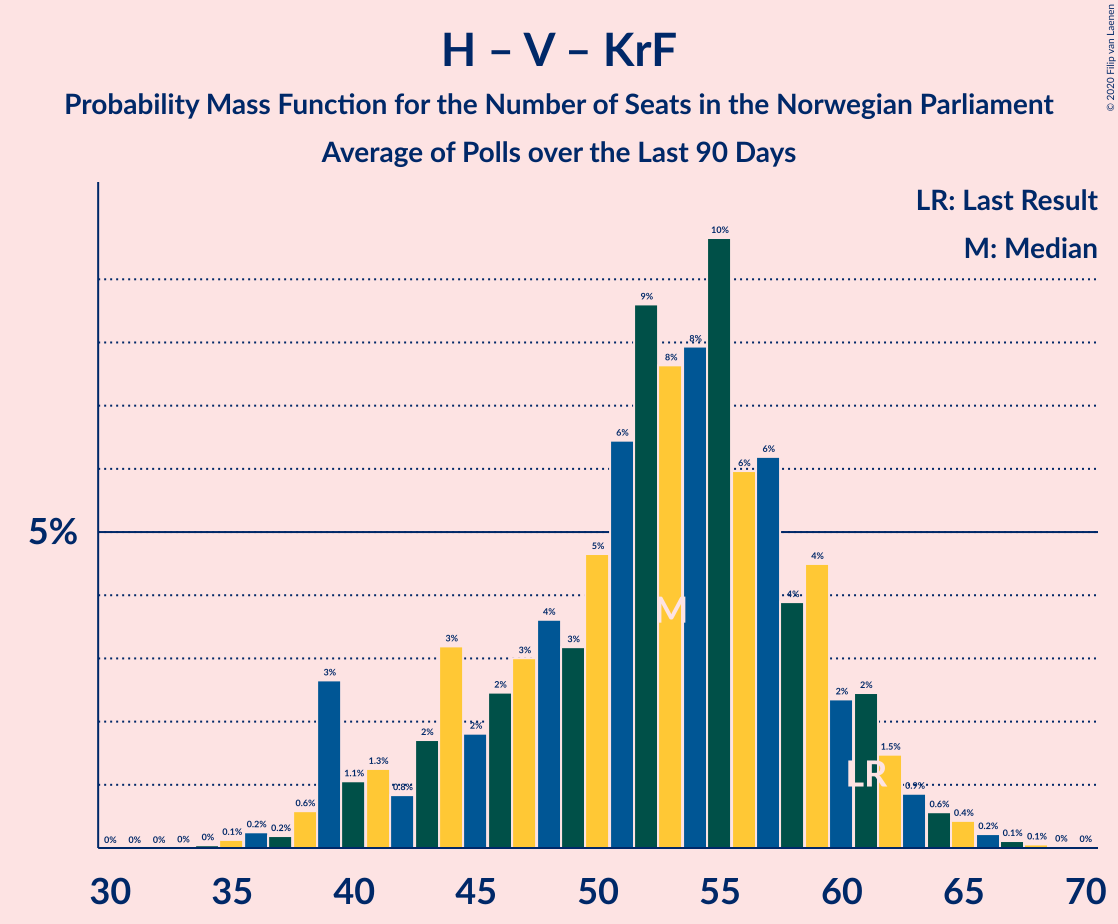 H – V – KrF
Probability Mass Function for the Number of Seats in the Norwegian Parliament
Average of Polls over the Last 90 Days
© 2020 Filip van Laenen
LR: Last Result
M: Median
5%
0% 0% 0% 0% 0% 0.1% 0.2% 0.2% 0.6% 3% 1.1% 1.3% 0.8% 2% 3% 2% 2% 3% 4% 3% 5% 6% 9% 8% 8% 10% 6% 6% 4% 4% 2% 2% 1.5% 0.9% 0.6% 0.4% 0.2% 0.1% 0.1% 0% 0%
M
LR
30 35 40 45 50 55 60 65 70